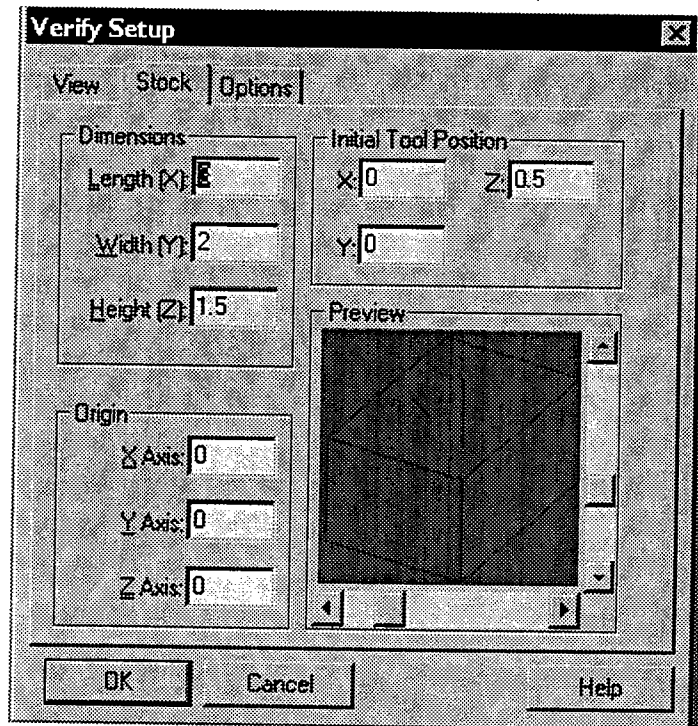 Verify Setup
View Stock Options
Dimensions
Length (X):
Width (Y): 2
Height (Z): 1.5
Initial Tool Position
X: 0 Z: 0.5
Y: 0
Preview
Origin
X Axis: 0
Y Axis: 0
Z Axis: 0
OK Cancel Help